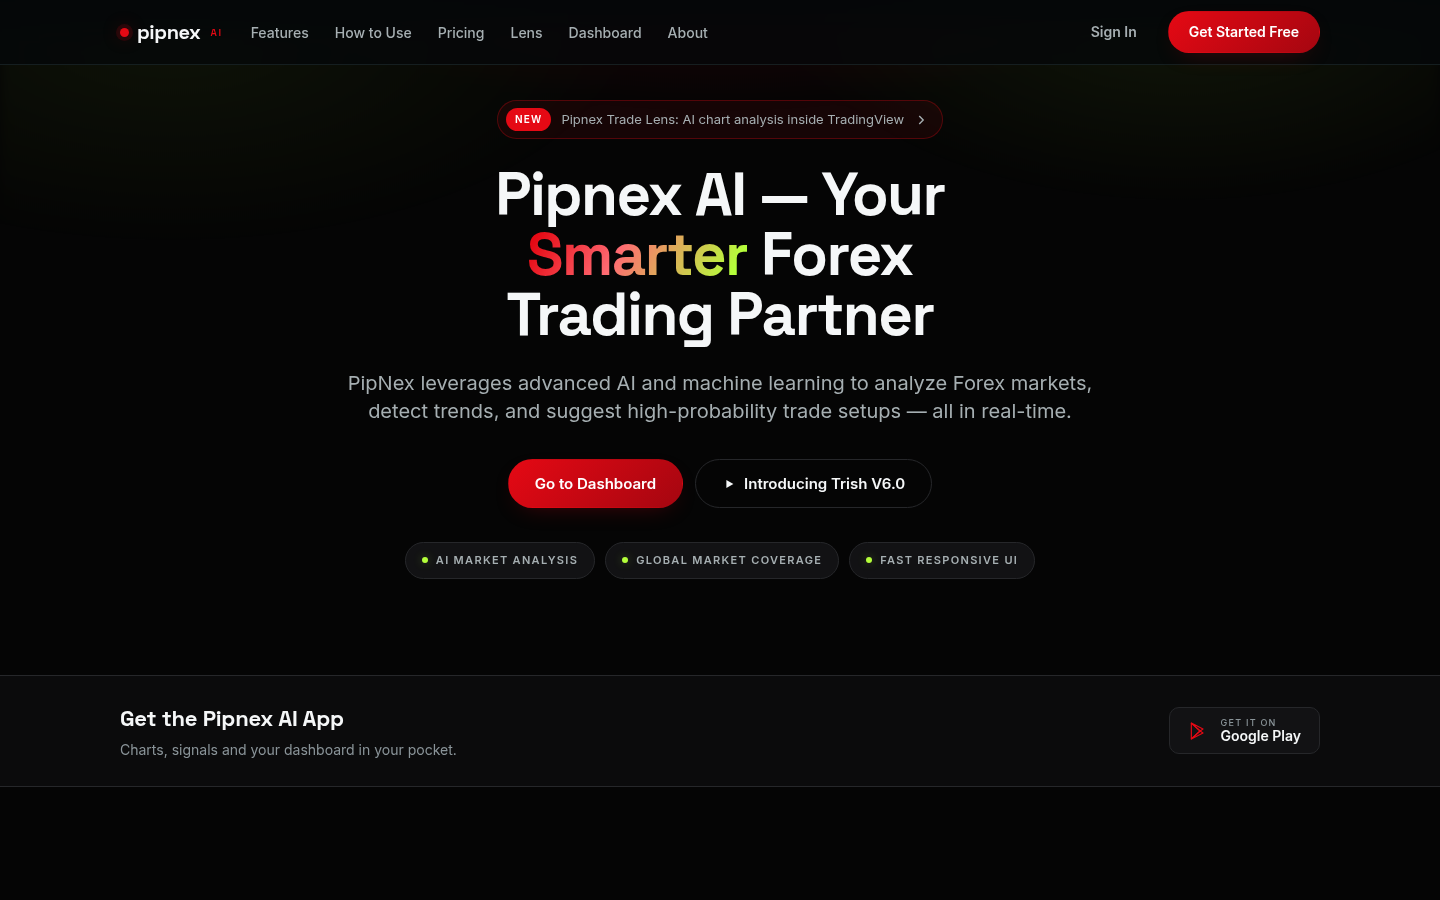 pipnex AI
Features
How to Use
Pricing
Lens
Dashboard
About
Sign In
Get Started Free
NEW
Pipnex Trade Lens: AI chart analysis inside TradingView
Pipnex AI — Your
Smarter Forex
Trading Partner
PipNex leverages advanced AI and machine learning to analyze Forex markets,
detect trends, and suggest high-probability trade setups — all in real-time.
Go to Dashboard
Introducing Trish V6.0
AI MARKET ANALYSIS
GLOBAL MARKET COVERAGE
FAST RESPONSIVE UI
Get the Pipnex AI App
Charts, signals and your dashboard in your pocket.
GET IT ON
Google Play